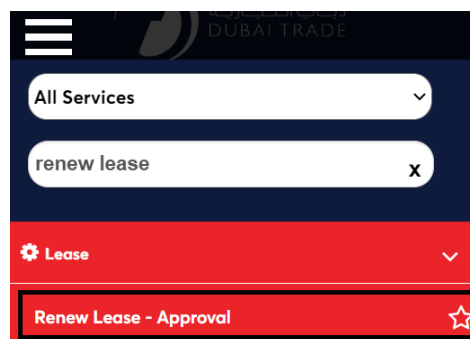 DUBAI TRADE
All Services
renew lease
x
Lease
Renew Lease - Approval